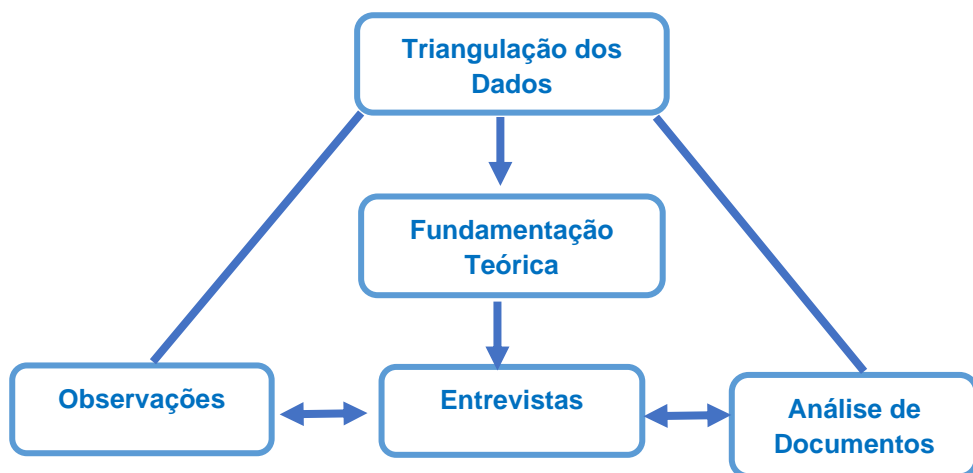 Triangulação dos
Dados
Fundamentação
Teórica
Observações
Entrevistas
Análise de
Documentos